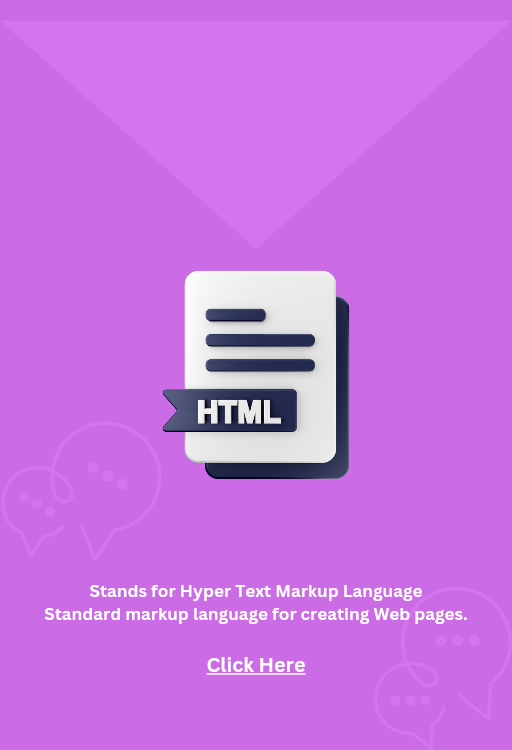 HTML
Stands for Hyper Text Markup Language
Standard markup language for creating Web pages.
Click Here